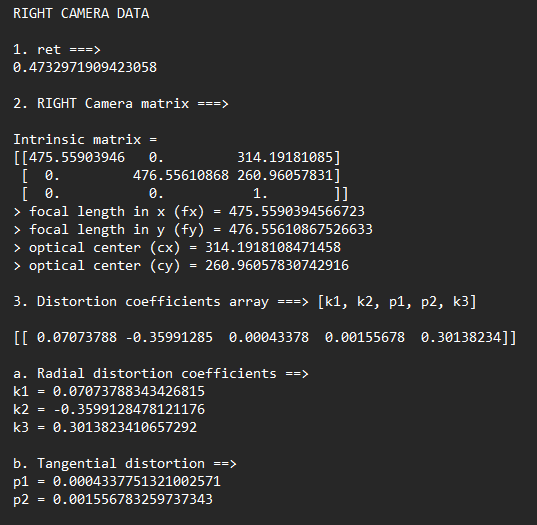 RIGHT CAMERA DATA
1. ret ===>
0.4732971909423058
2. RIGHT Camera matrix ===>
Intrinsic matrix =
[[475.55903946   0.         314.19181085]
 [  0.         476.55610868 260.96057831]
 [  0.           0.           1.        ]]
> focal length in x (fx) = 475.5590394566723
> focal length in y (fy) = 476.55610867526633
> optical center (cx) = 314.1918108471458
> optical center (cy) = 260.96057830742916
3. Distortion coefficients array ===> [k1, k2, p1, p2, k3]
[[ 0.07073788 -0.35991285  0.00043378  0.00155678  0.30138234]]
a. Radial distortion coefficients ==>
k1 = 0.07073788343426815
k2 = -0.3599128478121176
k3 = 0.3013823410657292
b. Tangential distortion ==>
p1 = 0.0004337751321002571
p2 = 0.001556783259737343